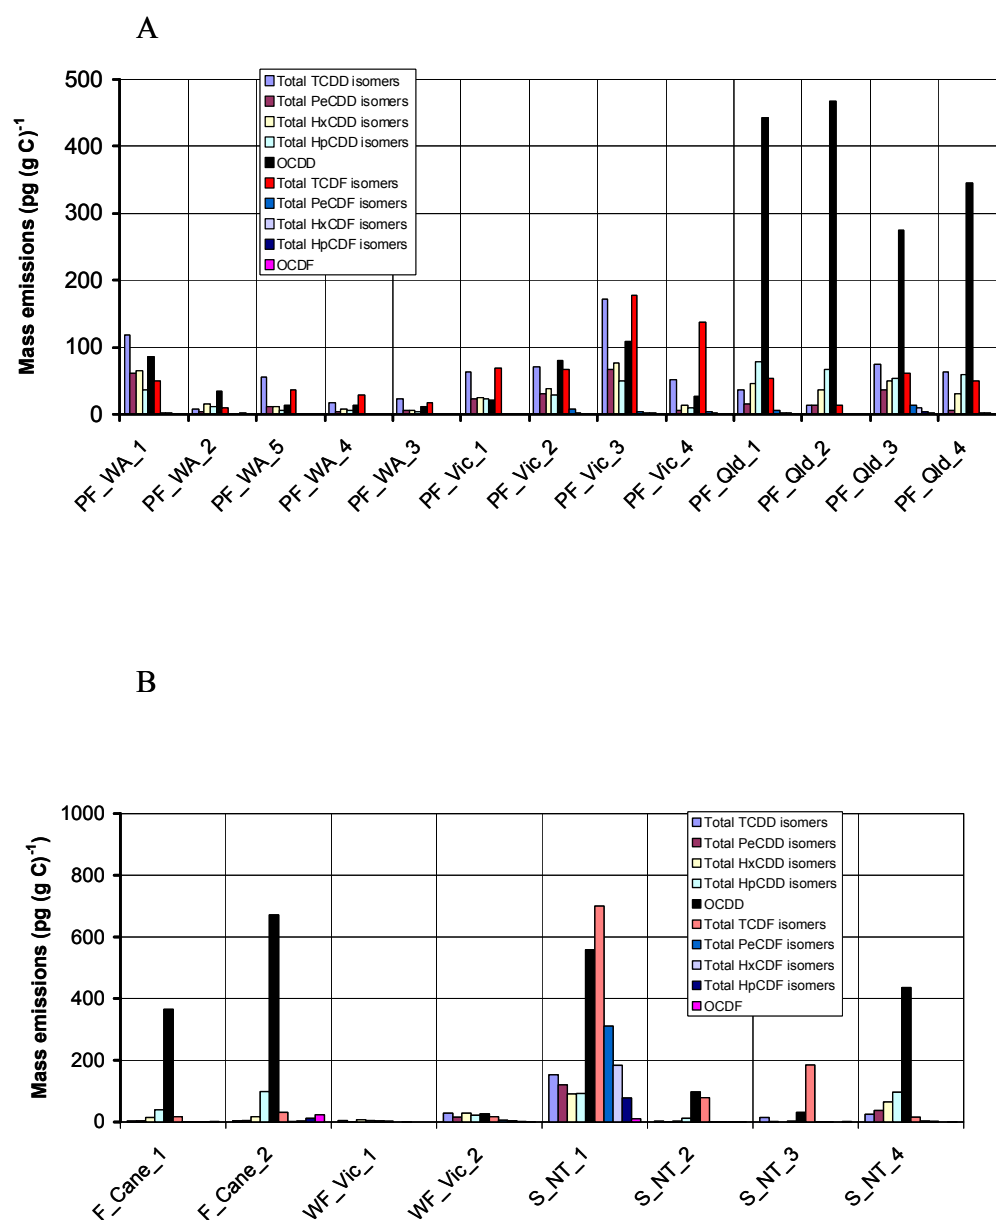 A
Mass emissions (pg (g C)-1
500
400
300
200
100
0
Total TCDD isomers
Total PeCDD isomers
Total HxCDD isomers
Total HpCDD isomers
OCDD
Total TCDF isomers
Total PeCDF isomers
Total HxCDF isomers
Total HpCDF isomers
OCDF
PF_WA_1
PF_WA_2
PF_WA_5
PF_WA_4
PF_WA_3
PF_Vic_1
PF_Vic_2
PF_Vic_3
PF_Vic_4
PF_Qld_1
PF_Qld_2
PF_Qld_3
PF_Qld_4
B
Mass emissions (pg (g C)-1)
1000
800
600
400
200
0
Total TCDD isomers
Total PeCDD isomers
Total HxCDD isomers
Total HpCDD isomers
OCDD
Total TCDF isomers
Total PeCDF isomers
Total HxCDF isomers
Total HpCDF isomers
OCDF
F_Cane_1
F_Cane_2
WF_Vic_1
WF_Vic_2
S_NT_1
S_NT_2
S_NT_3
S_NT_4